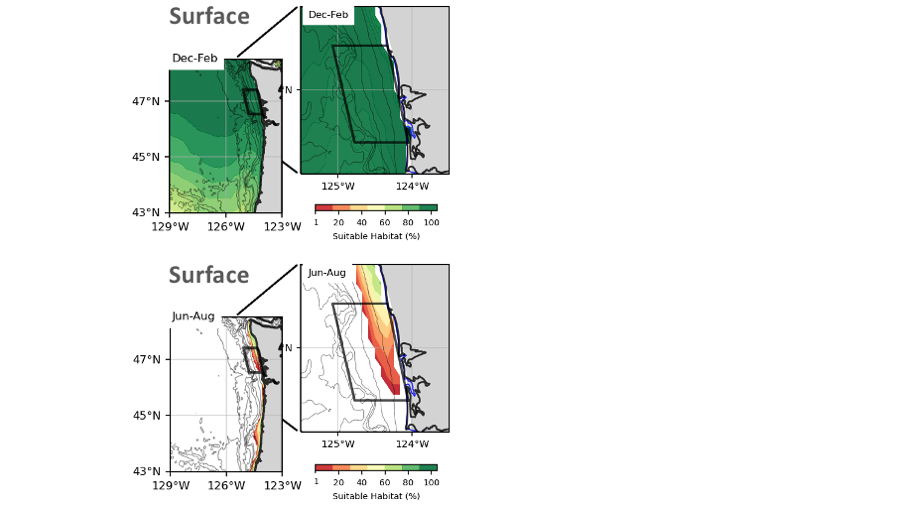 Surface
Dec-Feb
Dec-Feb
47°N
N
45°N
125°W 124°W
43°N
129°W 126°W 123°W
1 20 40 60 80 100
Suitable Habitat (%)
Surface
Jun-Aug
Jun-Aug
47°N
N
45°N
125°W 124°W
43°N
129°W 126°W 123°W
1 20 40 60 80 100
Suitable Habitat (%)